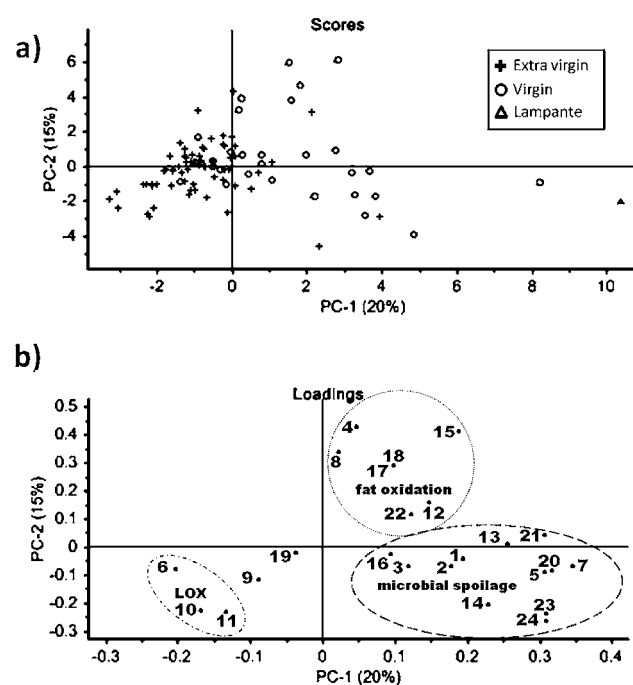 a)
Scores
6
4
2
0
-2
-4
PC-2 (15%)
+ Extra virgin
o Virgin
△ Lampante
-2 0 2 4 6 8 10
PC-1 (20%)
b)
Loadings
0.5
0.4
0.3
0.2
0.1
0
-0.1
-0.2
-0.3
PC-2 (15%)
4 15
8 17 18
fat oxidation
22 12
13 21
19
16 3 2 1 5 20 7
6 9
microbial spoilage
LOX
10 11
14 23
24
-0.3 -0.2 -0.1 0 0.1 0.2 0.3 0.4
PC-1 (20%)